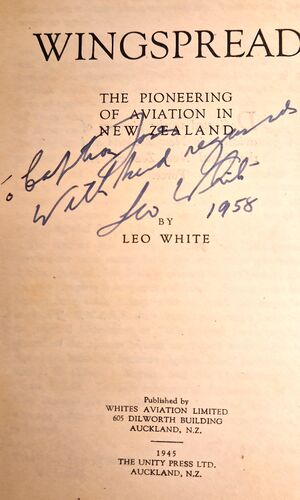 WINGSPREAD
THE PIONEERING
OF AVIATION IN
NEW ZEALAND
Captain
With kind regards
Leo White
1958
BY
LEO WHITE
Published by
WHITES AVIATION LIMITED
605 DILWORTH BUILDING
AUCKLAND, N.Z.
1945
THE UNITY PRESS LTD.
AUCKLAND, N.Z.